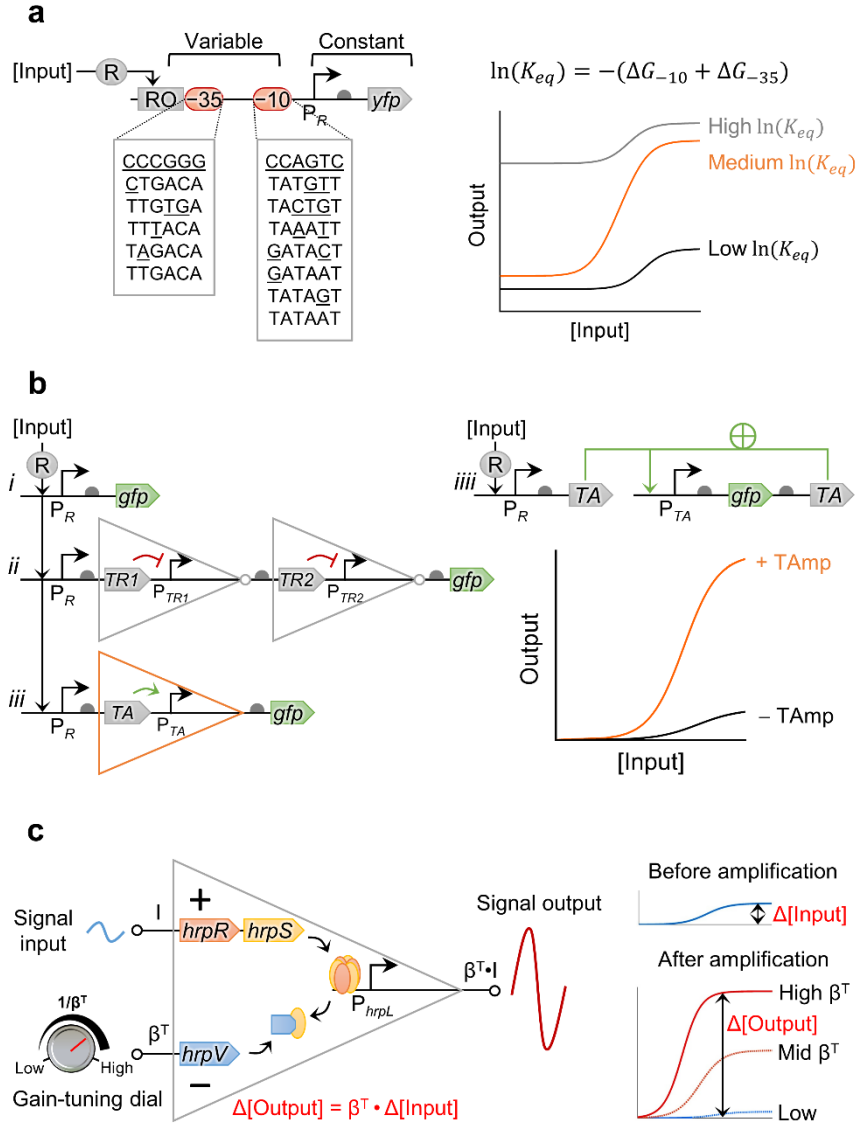 a
Variable
Constant
[Input]
R
RO
−35
−10
P_R
yfp
CCCGGG
CTGACA
TTGTGA
TTTACA
TAGACA
TTGACA
CCAGTC
TATGTT
TACTGT
TAAATT
GATACT
GATAAT
TATAGT
TATAAT
ln(K_eq) = −(ΔG_−10 + ΔG_−35)
High ln(K_eq)
Medium ln(K_eq)
Low ln(K_eq)
Output
[Input]
b
[Input]
R
i
P_R
gfp
ii
P_R
TR1
P_TR1
TR2
P_TR2
gfp
iii
P_R
TA
P_TA
gfp
[Input]
R
iiii
P_R
TA
P_TA
gfp
TA
+ TAmp
− TAmp
Output
[Input]
c
Signal input
I
+
hrpR
hrpS
P_hrpL
β^T•I
Signal output
1/β^T
Low
High
Gain-tuning dial
β^T
hrpV
−
Δ[Output] = β^T • Δ[Input]
Before amplification
Δ[Input]
After amplification
High β^T
Δ[Output]
Mid β^T
Low